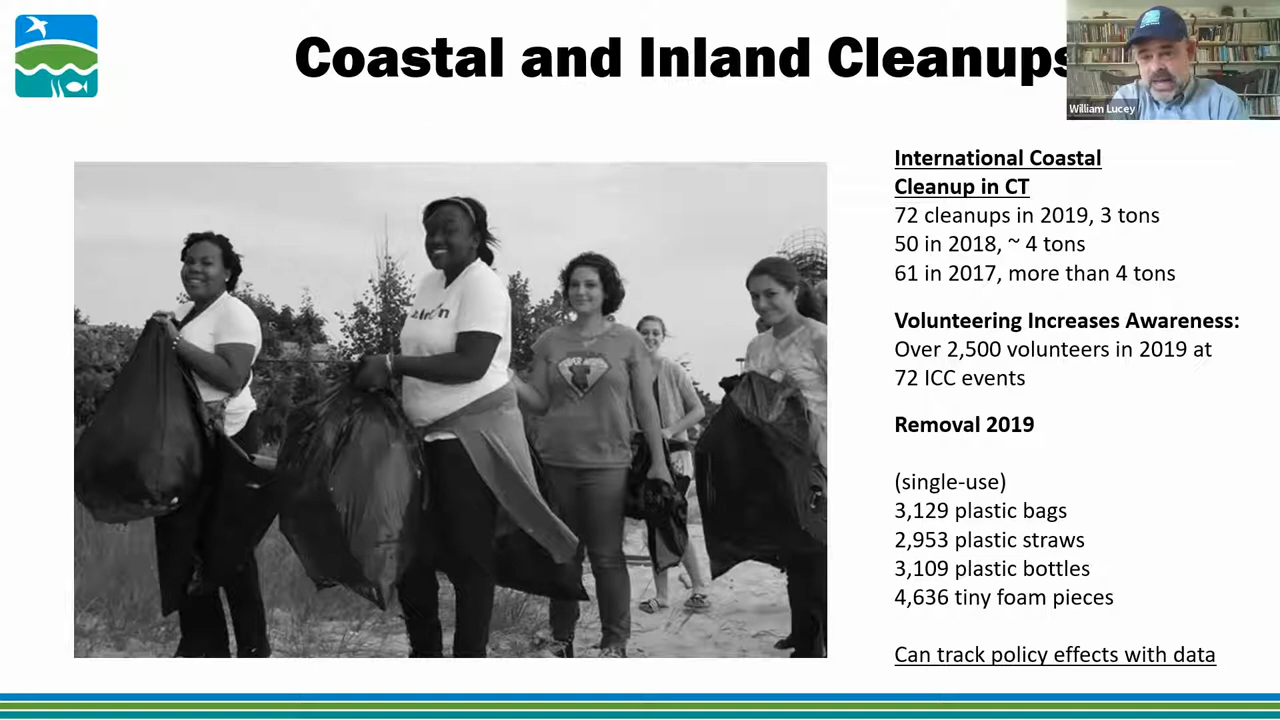 Coastal and Inland Cleanups
William Lucey
International Coastal
Cleanup in CT
72 cleanups in 2019, 3 tons
50 in 2018, ~ 4 tons
61 in 2017, more than 4 tons
Volunteering Increases Awareness:
Over 2,500 volunteers in 2019 at
72 ICC events
Removal 2019
(single-use)
3,129 plastic bags
2,953 plastic straws
3,109 plastic bottles
4,636 tiny foam pieces
Can track policy effects with data